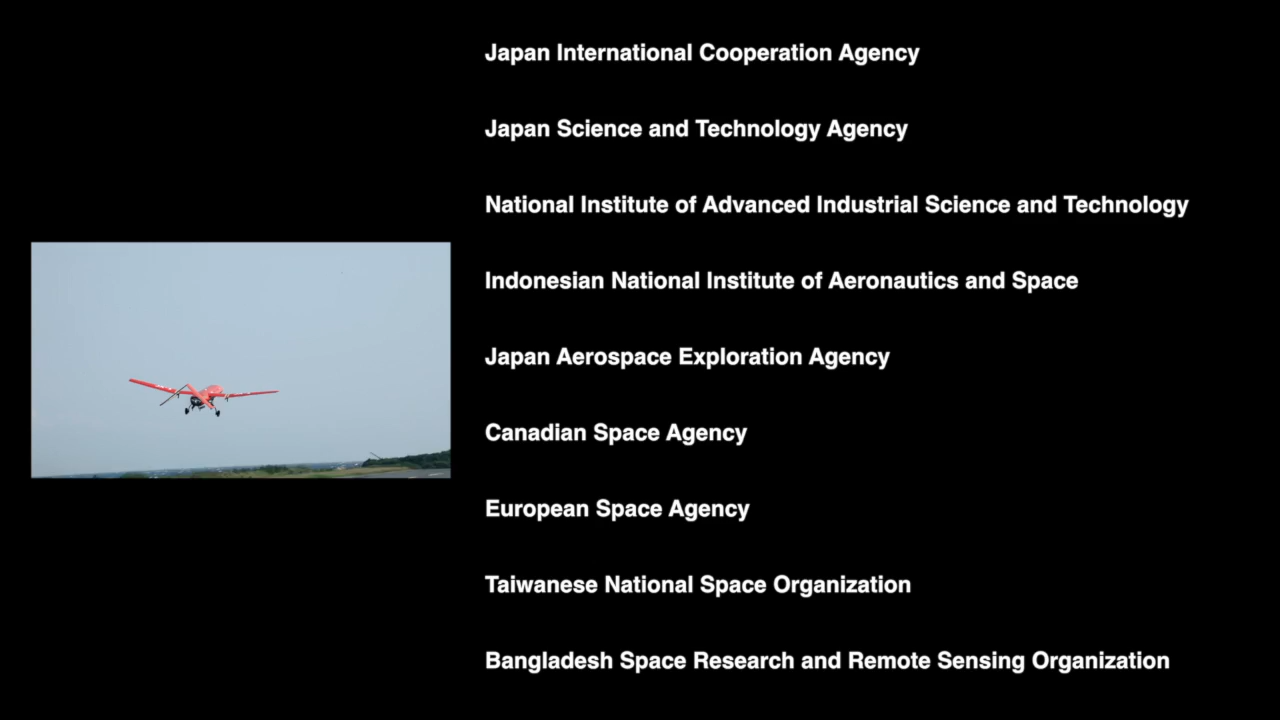 Japan International Cooperation Agency
Japan Science and Technology Agency
National Institute of Advanced Industrial Science and Technology
Indonesian National Institute of Aeronautics and Space
Japan Aerospace Exploration Agency
Canadian Space Agency
European Space Agency
Taiwanese National Space Organization
Bangladesh Space Research and Remote Sensing Organization